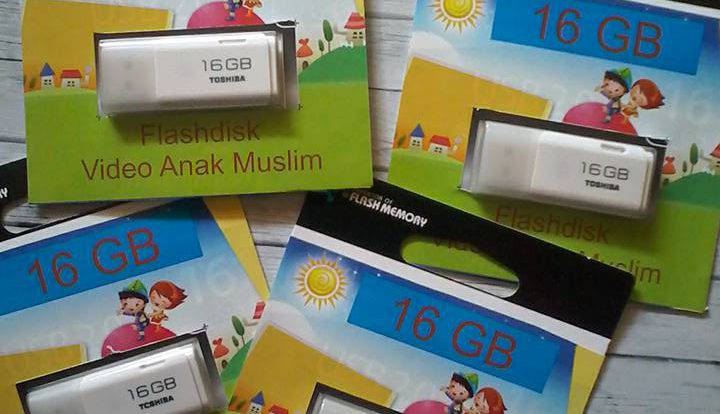 16GB
TOSHIBA
Flashdisk
Video Anak Muslim
16 GB
16GB
TOSHIBA
Flashdisk
Muslim
16 GB
16GB
TOSHIBA
FLASH MEMORY
16 GB